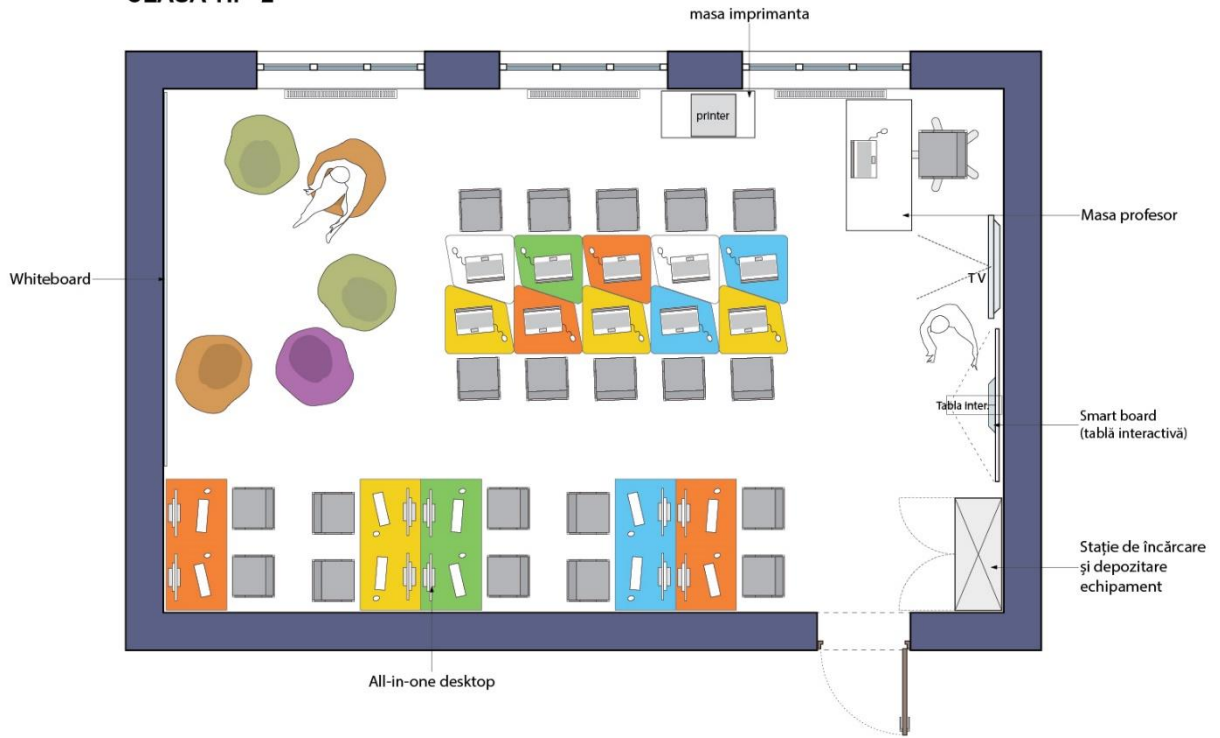 masa imprimanta
printer
Masa profesor
Whiteboard
TV
Tabla inter.
Smart board
(tablă interactivă)
Stație de încărcare
și depozitare
echipament
All-in-one desktop